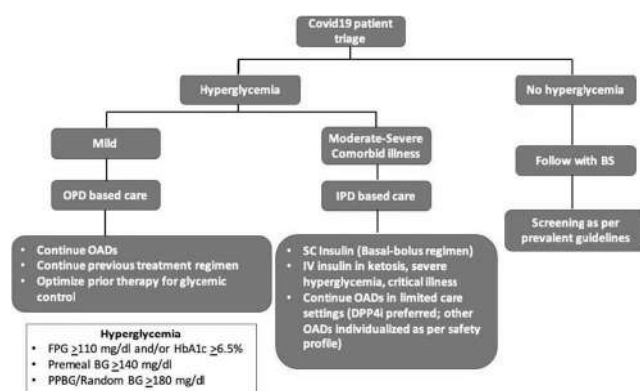 Covid19 patient
triage
Hyperglycemia
No hyperglycemia
Mild
Moderate-Severe
Comorbid illness
Follow with BS
OPD based care
IPD based care
Screening as per
prevalent guidelines
• Continue OADs
• Continue previous treatment regimen
• Optimize prior therapy for glycemic
control
• SC Insulin (Basal-bolus regimen)
• IV insulin in ketosis, severe
hyperglycemia, critical illness
• Continue OADs in limited care
settings (DPP4i preferred; other
OADs individualized as per safety
profile)
Hyperglycemia
• FPG ≥110 mg/dl and/or HbA1c ≥6.5%
• Premeal BG ≥140 mg/dl
• PPBG/Random BG ≥180 mg/dl